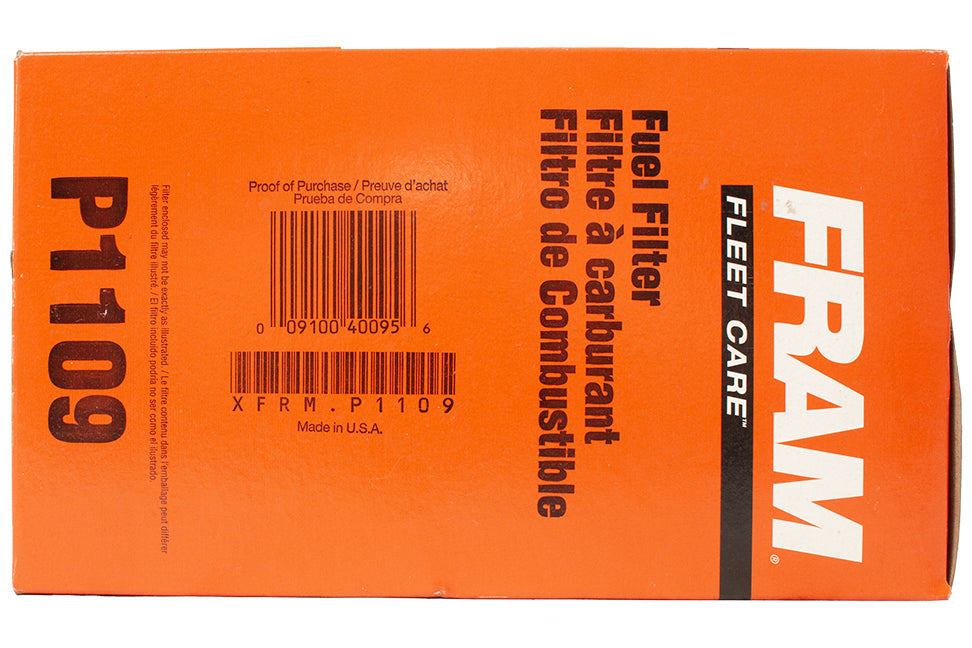 FRAM®
FLEET CARE™
Fuel Filter
Filtre à carburant
Filtro de Combustible
Proof of Purchase / Preuve d'achat
Prueba de Compra
0 09100 40095 6
XFRM.P1109
Made in U.S.A.
Filter enclosed may not be exactly as illustrated. / Le filtre contenu dans l'emballage peut différer
légèrement du filtre illustré. / El filtro incluido podría no ser como el ilustrado.
P1109